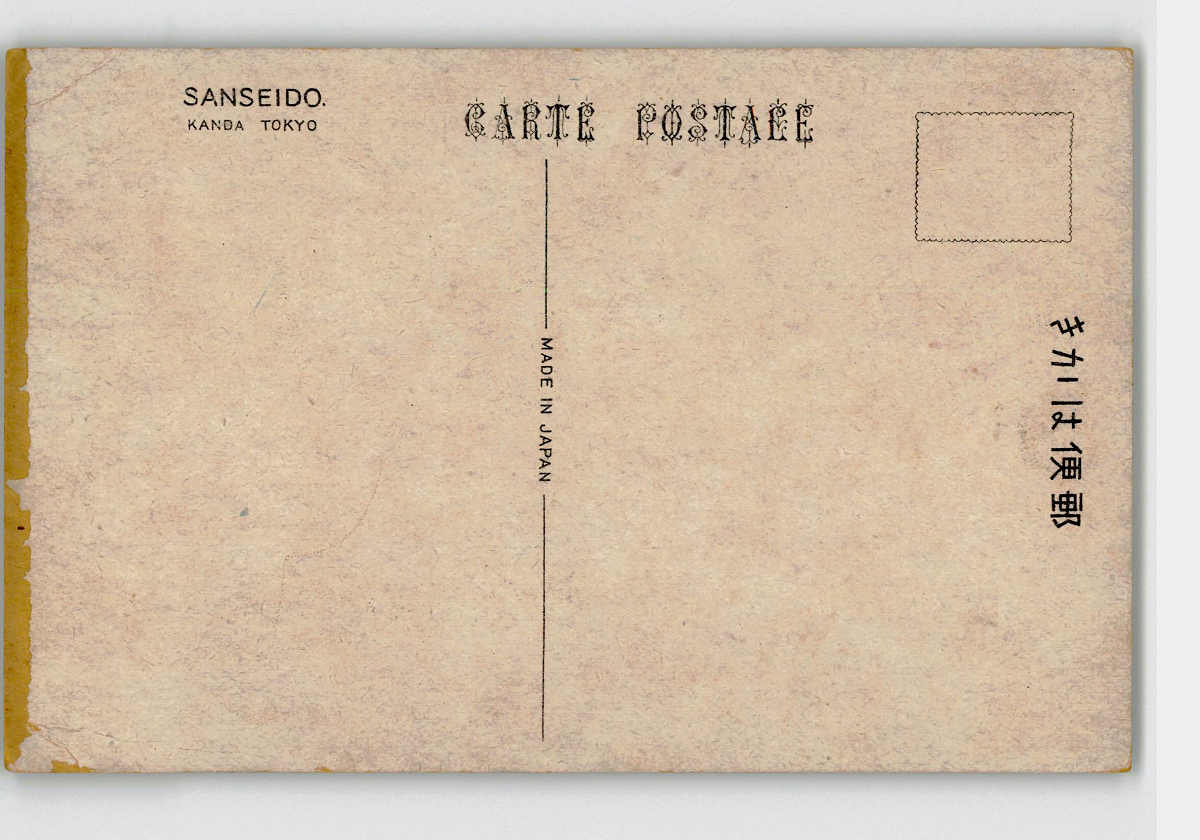 SANSEIDO.
KANDA TOKYO
CARTE POSTALE
MADE IN JAPAN
郵便はかき